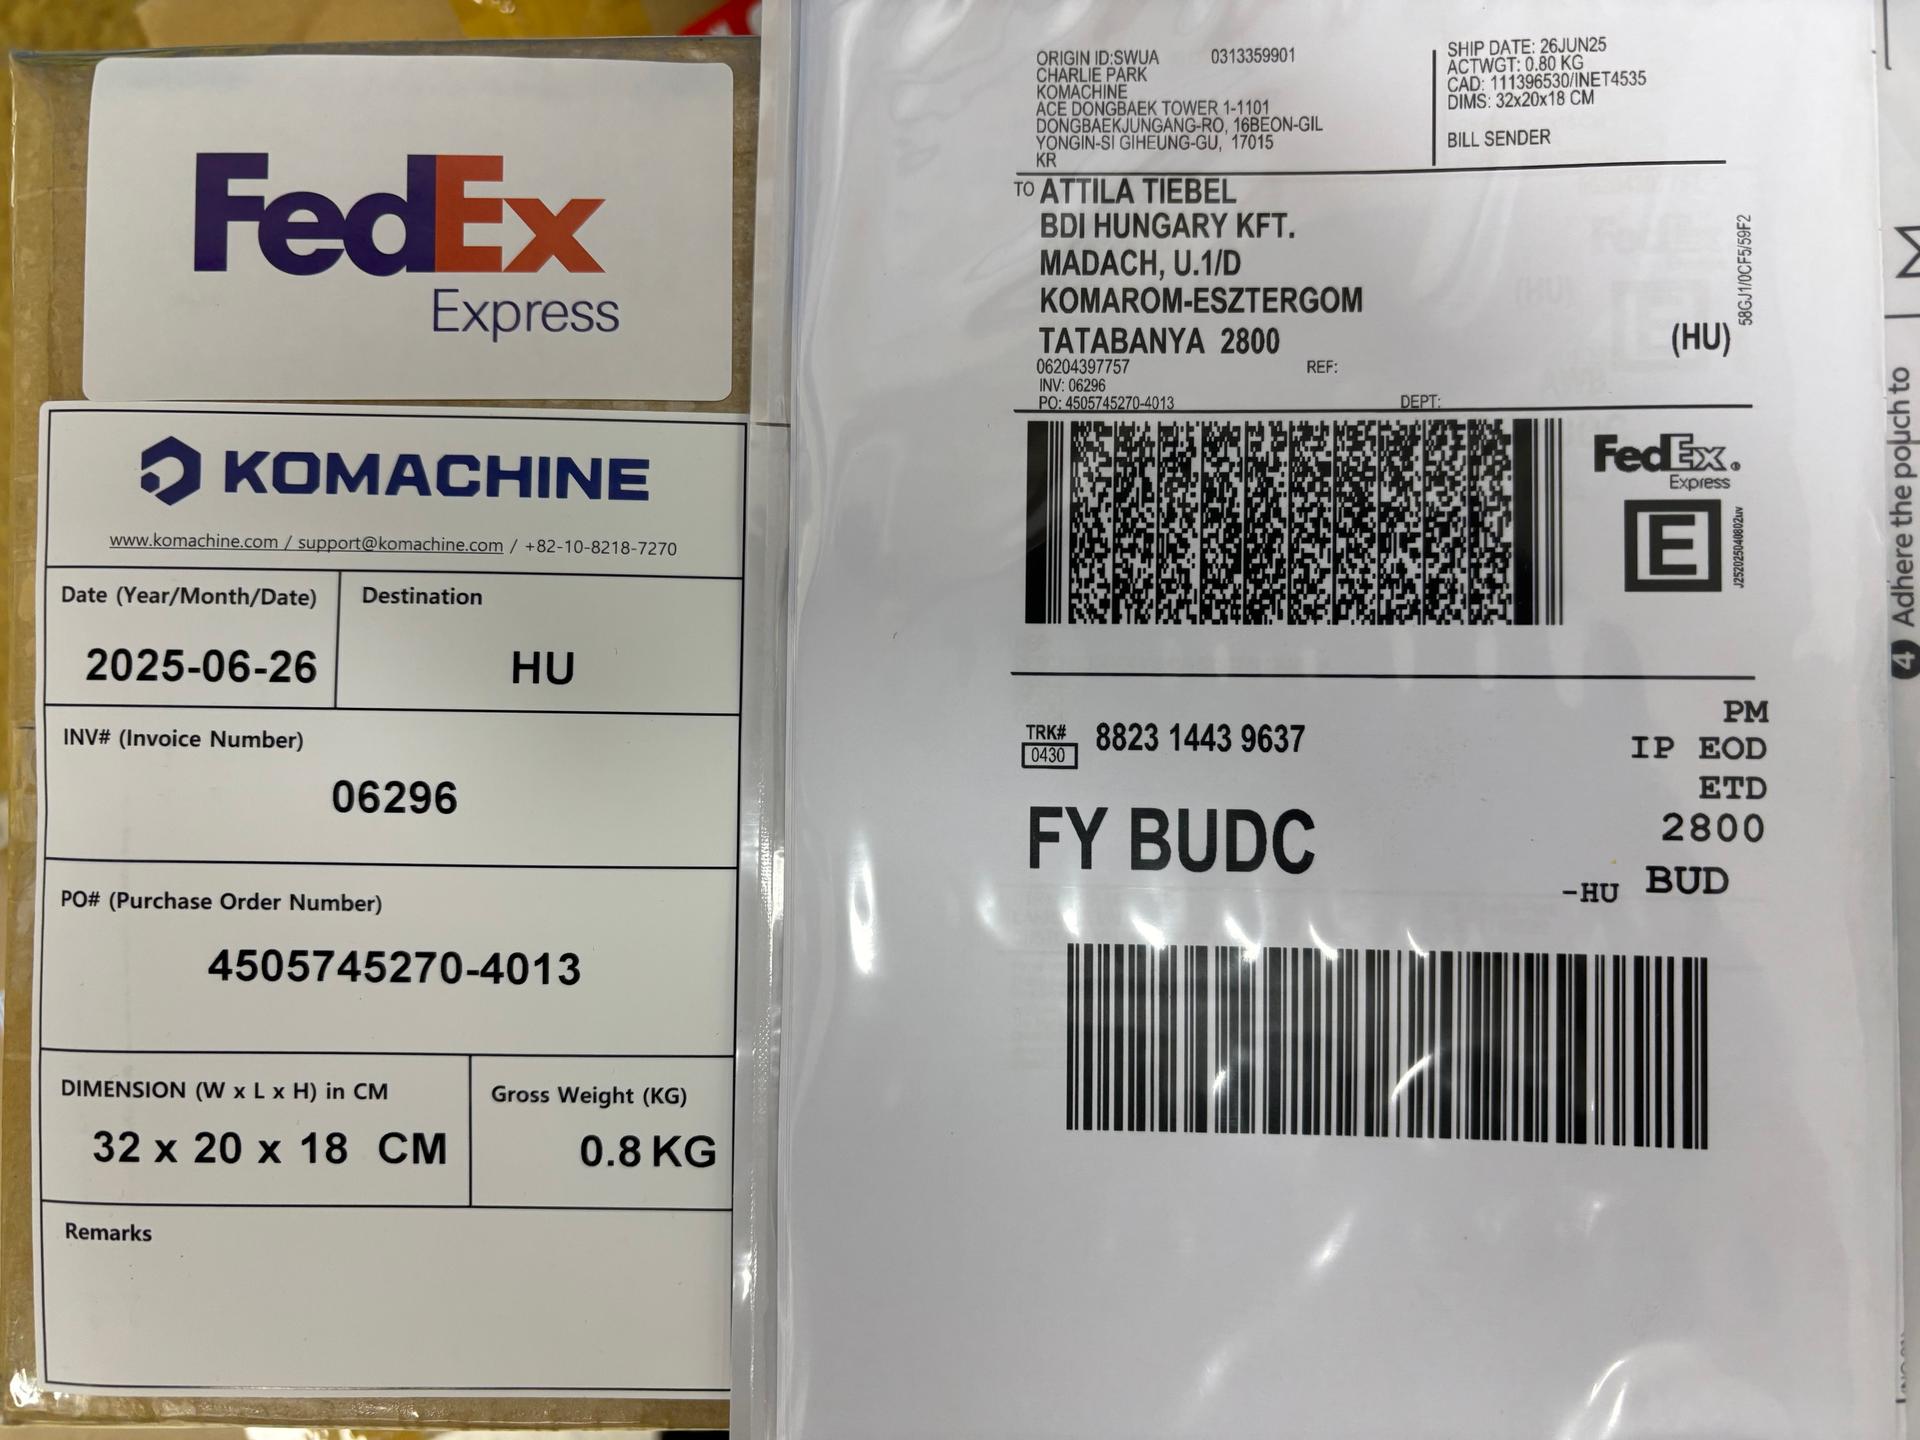 FedEx
Express
KOMACHINE
www.komachine.com / support@komachine.com / +82-10-8218-7270
Date (Year/Month/Date)
2025-06-26
Destination
HU
INV# (Invoice Number)
06296
PO# (Purchase Order Number)
4505745270-4013
DIMENSION (W x L x H) in CM
32 x 20 x 18 CM
Gross Weight (KG)
0.8 KG
Remarks
ORIGIN ID:SWUA 0313359901
CHARLIE PARK
KOMACHINE
ACE DONGBAEK TOWER 1-1101
DONGBAEKJUNGANG-RO, 16BEON-GIL
YONGIN-SI GIHEUNG-GU, 17015
KR
SHIP DATE: 26JUN25
ACTWGT: 0.80 KG
CAD: 111396530/INET4535
DIMS: 32x20x18 CM
BILL SENDER
TO ATTILA TIEBEL
BDI HUNGARY KFT.
MADACH, U.1/D
KOMAROM-ESZTERGOM
TATABANYA 2800
(HU)
58GJ1/0CF5/59F2
06204397757
REF:
INV: 06296
PO: 4505745270-4013
DEPT:
FedEx®
Express
E
J252025040802uv
TRK# 8823 1443 9637
0430
PM
IP EOD
ETD
2800
FY BUDC
-HU BUD
4 Adhere the pouch to